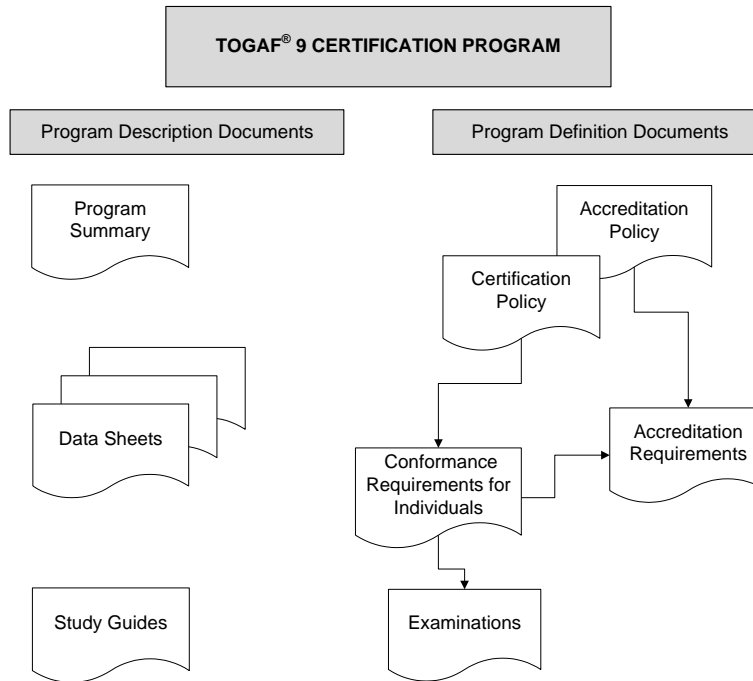 TOGAF® 9 CERTIFICATION PROGRAM
Program Description Documents
Program Definition Documents
Program
Summary
Accreditation
Policy
Certification
Policy
Data Sheets
Conformance
Requirements for
Individuals
Accreditation
Requirements
Study Guides
Examinations